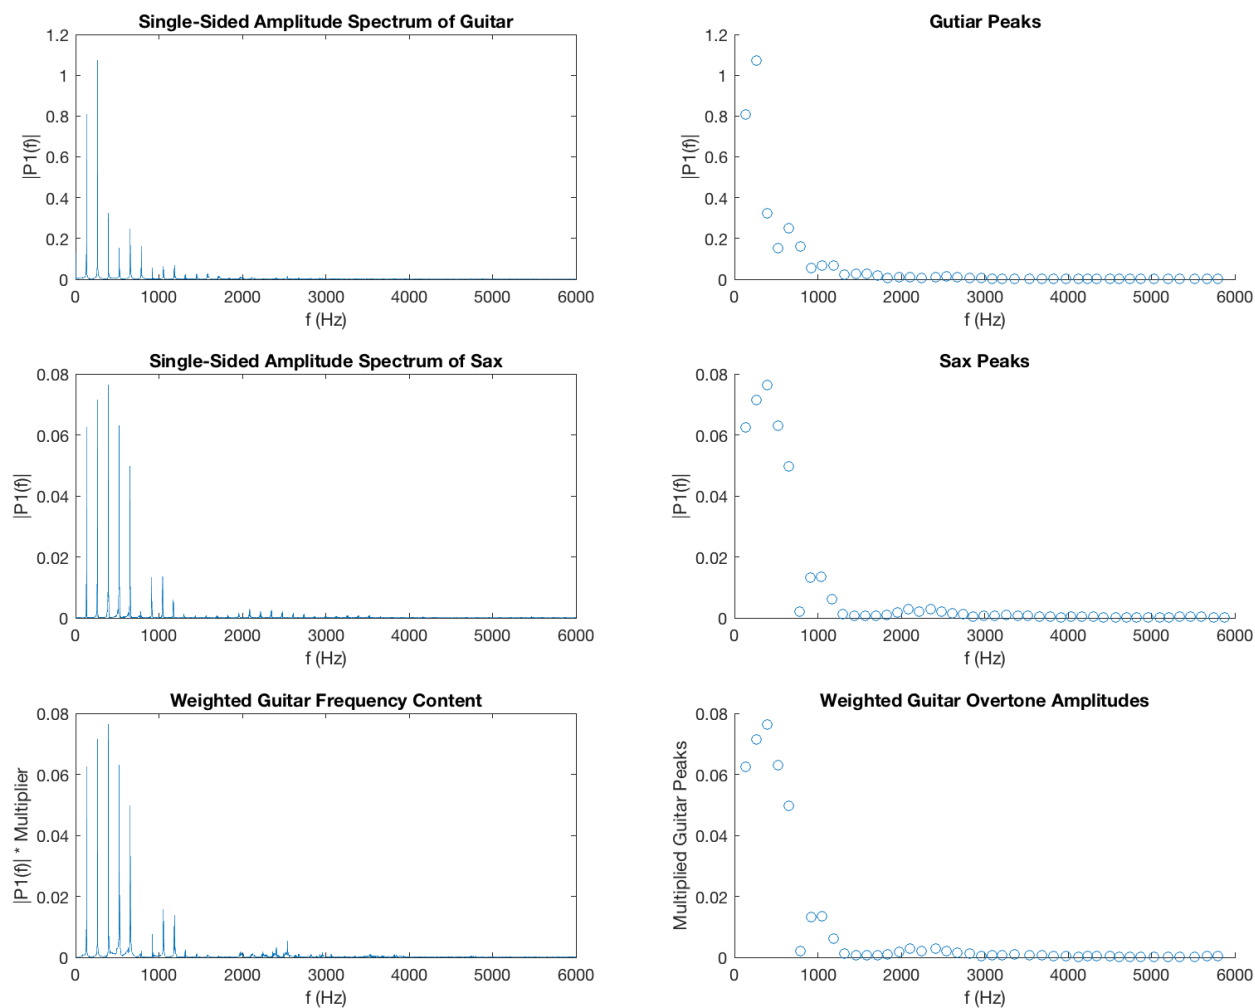 Single-Sided Amplitude Spectrum of Guitar
1.2
1
0.8
0.6
0.4
0.2
0
|P1(f)|
0 1000 2000 3000 4000 5000 6000
f (Hz)
Gutiar Peaks
1.2
1
0.8
0.6
0.4
0.2
0
|P1(f)|
0 1000 2000 3000 4000 5000 6000
f (Hz)
Single-Sided Amplitude Spectrum of Sax
0.08
0.06
0.04
0.02
0
|P1(f)|
0 1000 2000 3000 4000 5000 6000
f (Hz)
Sax Peaks
0.08
0.06
0.04
0.02
0
|P1(f)|
0 1000 2000 3000 4000 5000 6000
f (Hz)
Weighted Guitar Frequency Content
0.08
0.06
0.04
0.02
0
|P1(f)| * Multiplier
0 1000 2000 3000 4000 5000 6000
f (Hz)
Weighted Guitar Overtone Amplitudes
0.08
0.06
0.04
0.02
0
Multiplied Guitar Peaks
0 1000 2000 3000 4000 5000 6000
f (Hz)